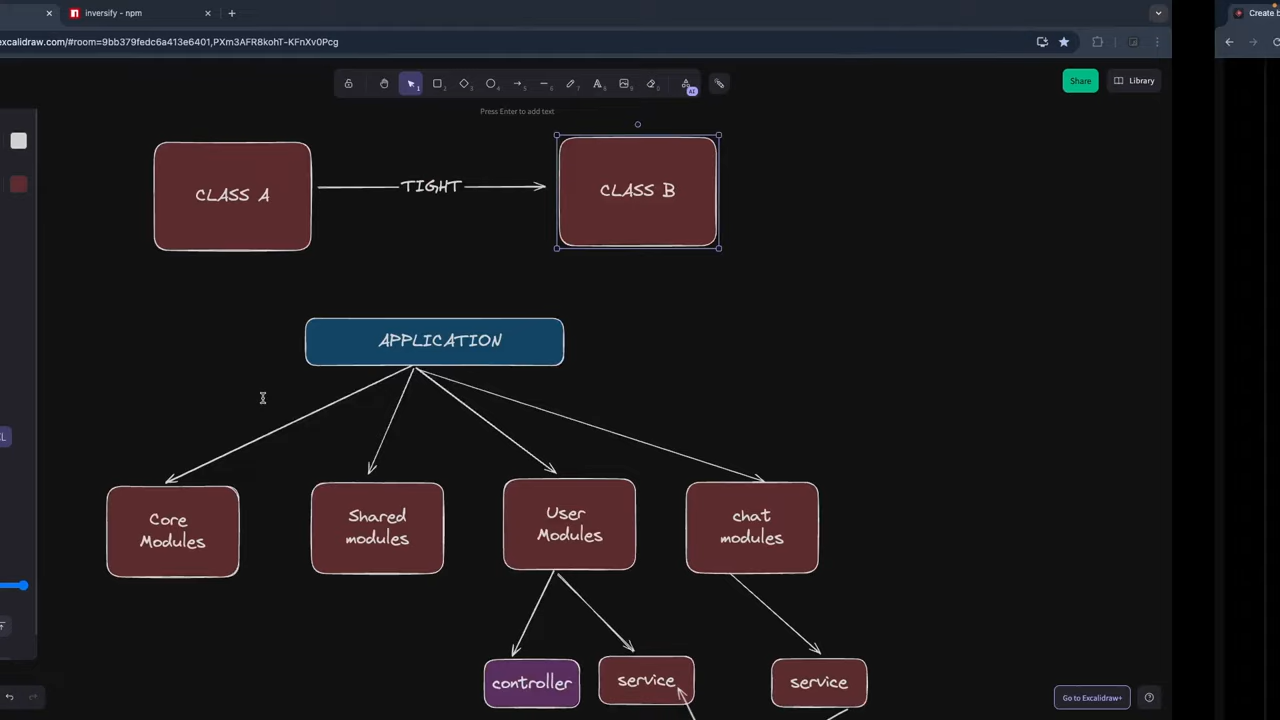 inversify - npm
Create b
excalidraw.com/#room=9bb379fedc6a413e6401,PXm3AFR8kohT-KFnXv0Pcg
Share
Library
Press Enter to add text
CLASS A
TIGHT
CLASS B
APPLICATION
Core
Modules
Shared
modules
User
Modules
chat
modules
controller
service
service
Go to Excalidraw+